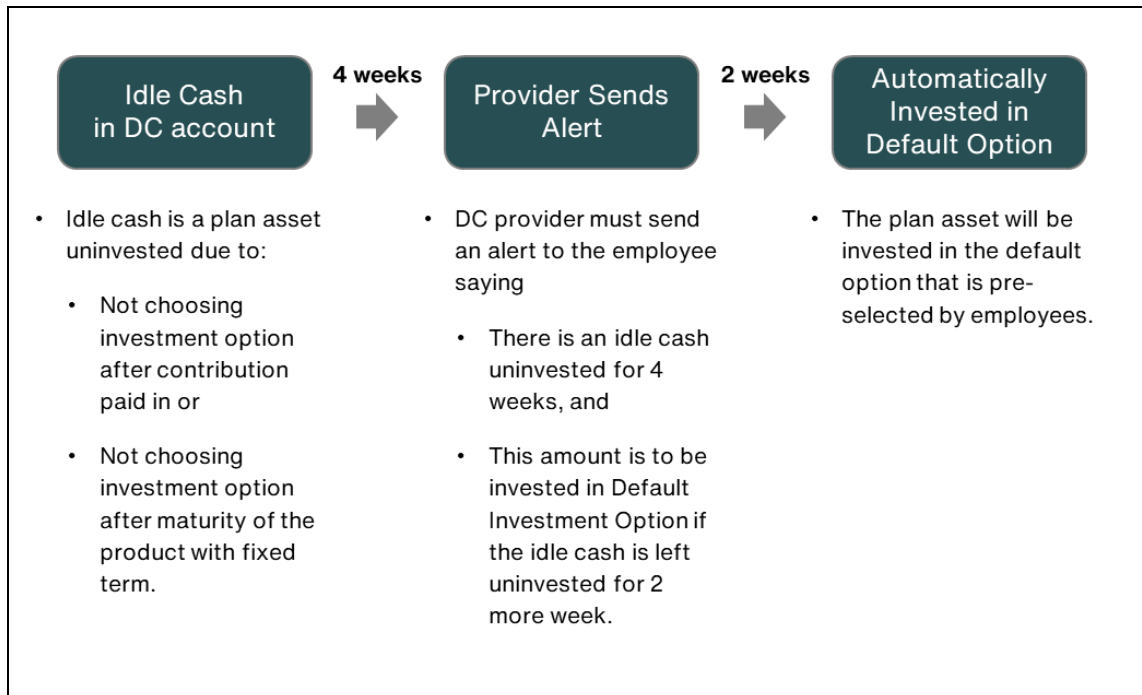 Idle Cash
in DC account
4 weeks
Provider Sends
Alert
2 weeks
Automatically
Invested in
Default Option
• Idle cash is a plan asset
uninvested due to:
• Not choosing
investment option
after contribution
paid in or
• Not choosing
investment option
after maturity of the
product with fixed
term.
• DC provider must send
an alert to the employee
saying
• There is an idle cash
uninvested for 4
weeks, and
• This amount is to be
invested in Default
Investment Option if
the idle cash is left
uninvested for 2
more week.
• The plan asset will be
invested in the default
option that is pre-
selected by employees.